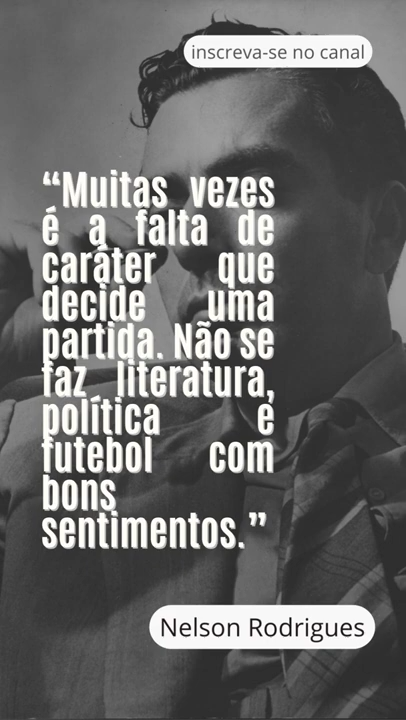 inscreva-se no canal
“Muitas vezes
é a falta de
caráter que
decide uma
partida. Não se
faz literatura,
política e
futebol com
bons
sentimentos.”
Nelson Rodrigues